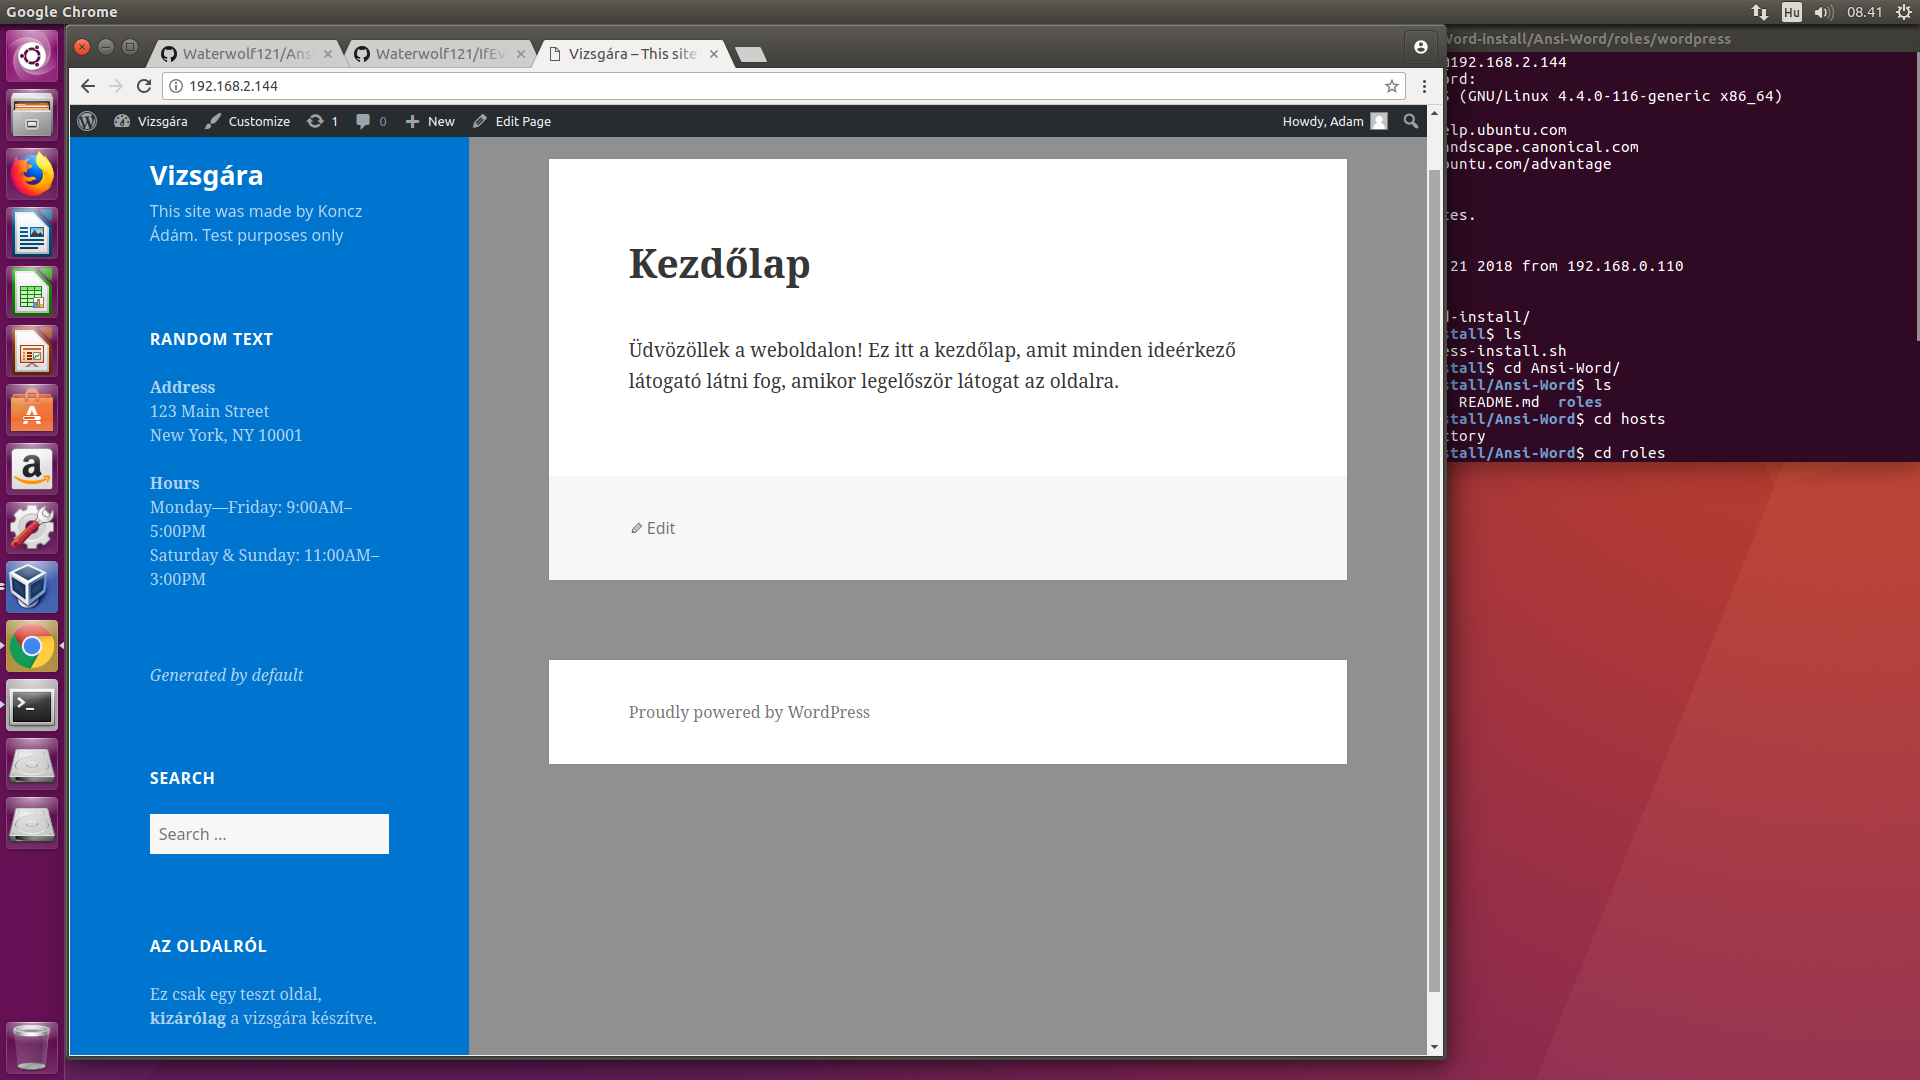 Google Chrome
Hu
08.41
Waterwolf121/Ans
Waterwolf121/IfEv
Vizsgára – This site
192.168.2.144
Vizsgára
Customize
1
0
New
Edit Page
Howdy, Adam
Vizsgára
This site was made by Koncz
Ádám. Test purposes only
RANDOM TEXT
Address
123 Main Street
New York, NY 10001
Hours
Monday—Friday: 9:00AM–
5:00PM
Saturday & Sunday: 11:00AM–
3:00PM
Generated by default
SEARCH
Search ...
AZ OLDALRÓL
Ez csak egy teszt oldal,
kizárólag a vizsgára készítve.
Kezdőlap
Üdvözöllek a weboldalon! Ez itt a kezdőlap, amit minden ideérkező
látogató látni fog, amikor legelőször látogat az oldalra.
Edit
Proudly powered by WordPress
Word-install/Ansi-Word/roles/wordpress
@192.168.2.144
ord:
(GNU/Linux 4.4.0-116-generic x86_64)
elp.ubuntu.com
andscape.canonical.com
buntu.com/advantage
tes.
21 2018 from 192.168.0.110
d-install/
stall$ ls
ess-install.sh
stall$ cd Ansi-Word/
stall/Ansi-Word$ ls
README.md roles
stall/Ansi-Word$ cd hosts
ctory
stall/Ansi-Word$ cd roles